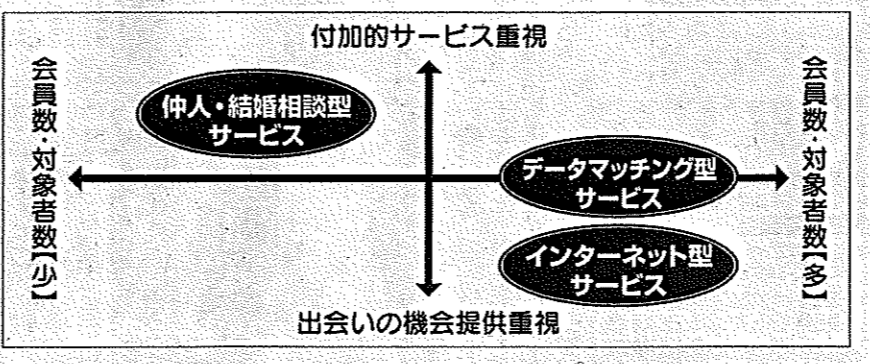 付加的サービス重視
会員数・対象者数【少】
仲人・結婚相談型
サービス
データマッチング型
サービス
インターネット型
サービス
会員数・対象者数【多】
出会いの機会提供重視